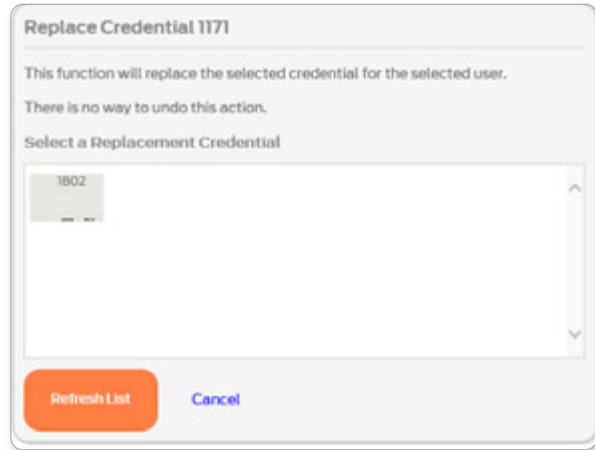 Replace Credential 1171
This function will replace the selected credential for the selected user.
There is no way to undo this action.
Select a Replacement Credential
1802
Refresh List
Cancel